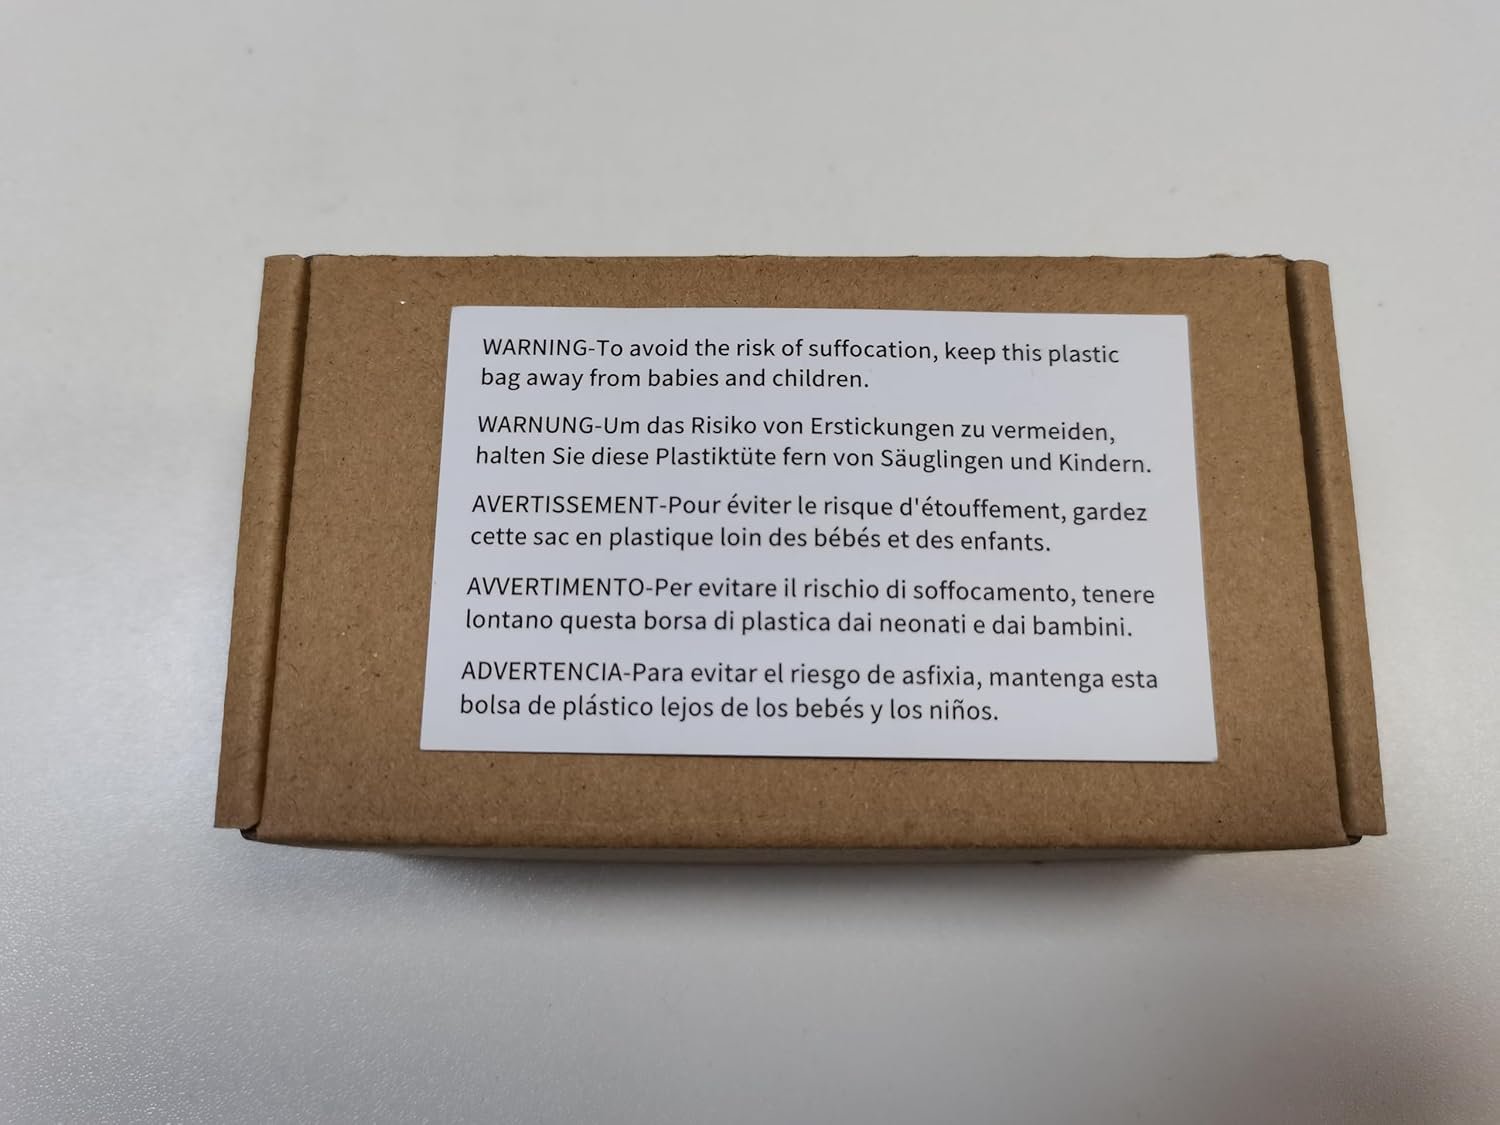 WARNING-To avoid the risk of suffocation, keep this plastic
bag away from babies and children.
WARNUNG-Um das Risiko von Erstickungen zu vermeiden,
halten Sie diese Plastiktüte fern von Säuglingen und Kindern.
AVERTISSEMENT-Pour éviter le risque d'étouffement, gardez
cette sac en plastique loin des bébés et des enfants.
AVVERTIMENTO-Per evitare il rischio di soffocamento, tenere
lontano questa borsa di plastica dai neonati e dai bambini.
ADVERTENCIA-Para evitar el riesgo de asfixia, mantenga esta
bolsa de plástico lejos de los bebés y los niños.